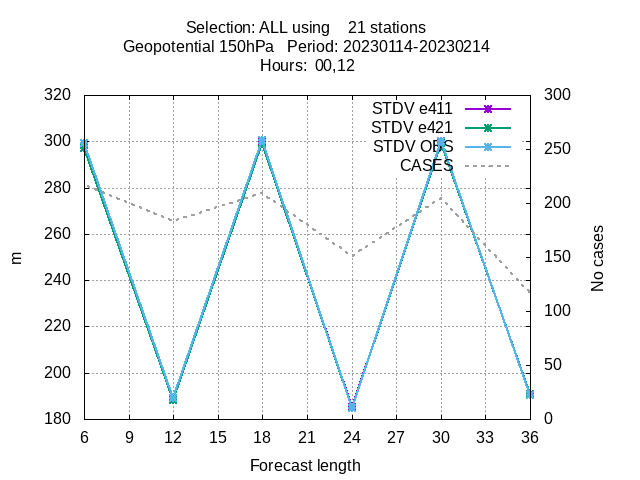 Selection: ALL using    21 stations
Geopotential 150hPa   Period: 20230114-20230214
Hours:  00,12
STDV e411
STDV e421
STDV OBS
CASES
320
300
280
260
240
220
200
180
m
300
250
200
150
100
50
0
No cases
6 9 12 15 18 21 24 27 30 33 36
Forecast length